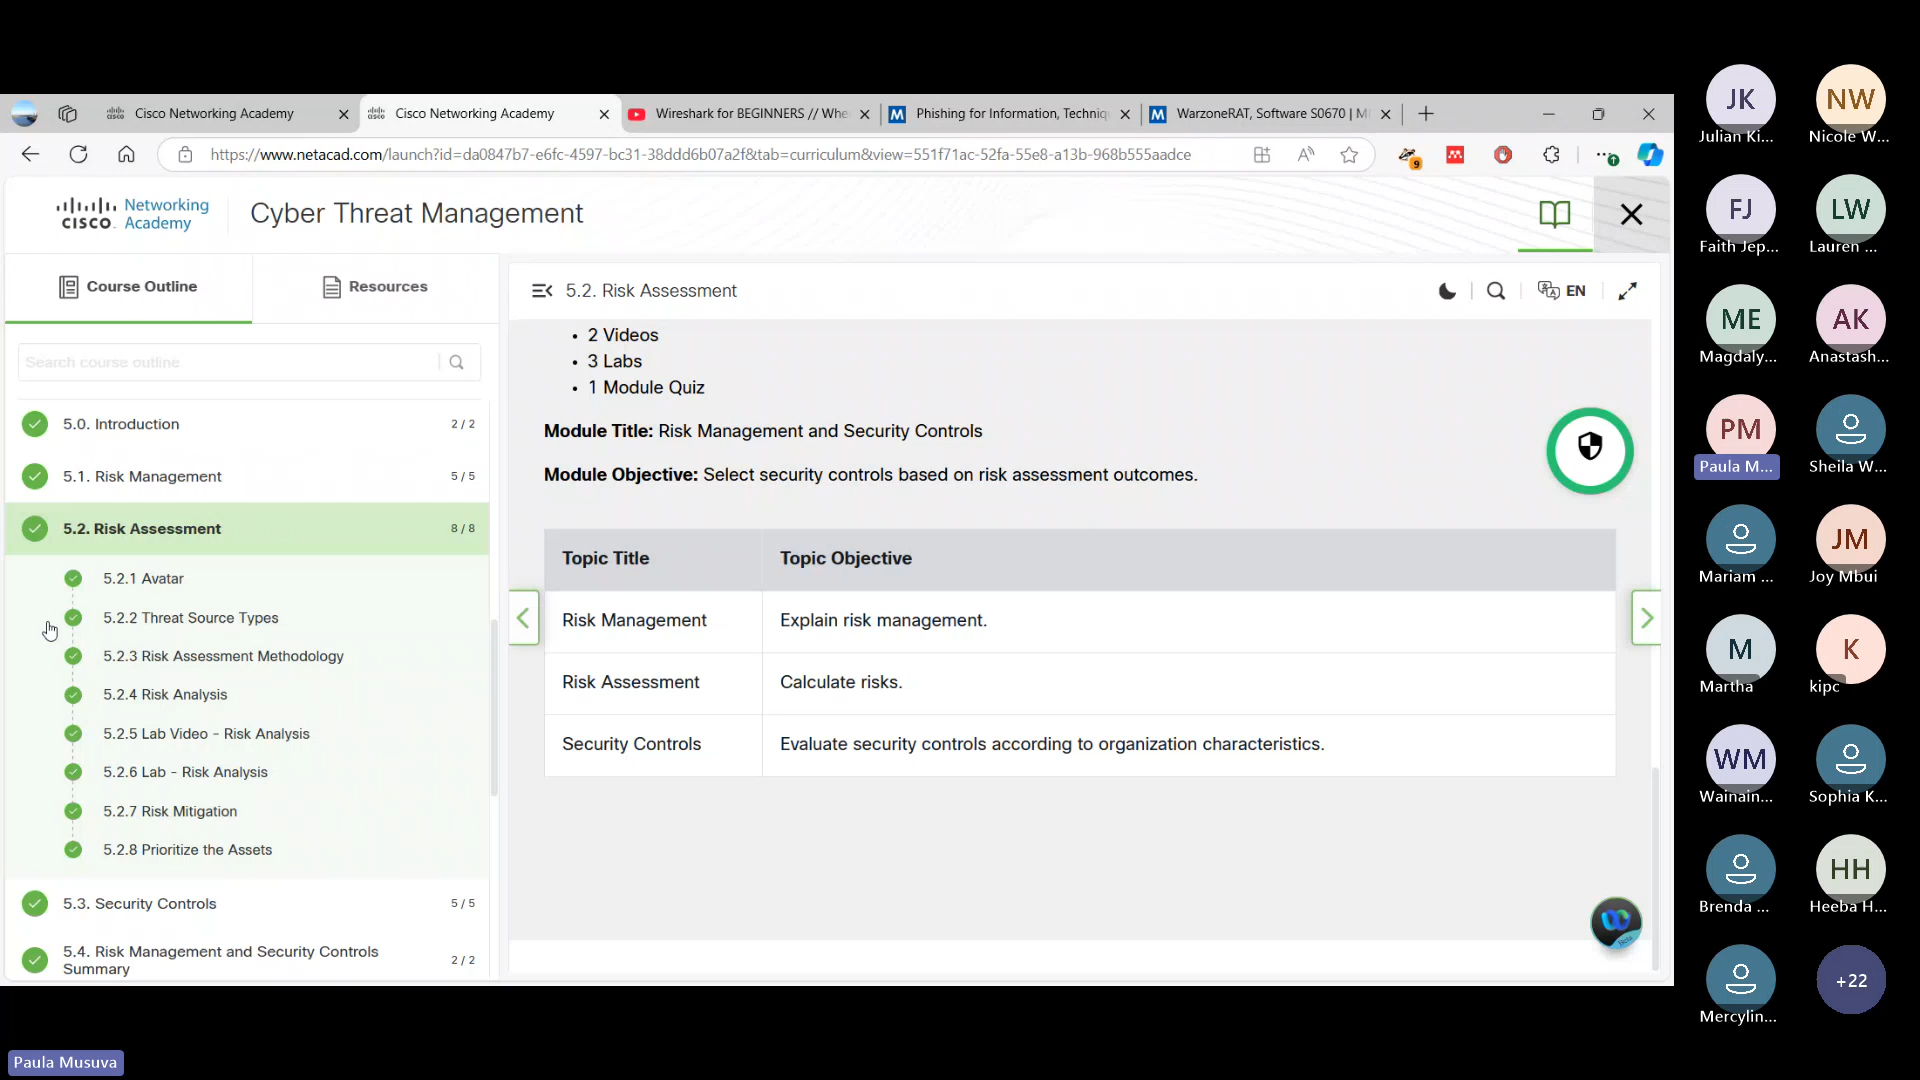 Cisco Networking Academy
Cisco Networking Academy
Wireshark for BEGINNERS // Whe
Phishing for Information, Techniq
WarzoneRAT, Software S0670 | M
https://www.netacad.com/launch?id=da0847b7-e6fc-4597-bc31-38ddd6b07a2f&tab=curriculum&view=551f71ac-52fa-55e8-a13b-968b555aadce
9
CISCO Networking Academy
Cyber Threat Management
Course Outline
Resources
Search course outline
5.0. Introduction 2 / 2
5.1. Risk Management 5 / 5
5.2. Risk Assessment 8 / 8
5.2.1 Avatar
5.2.2 Threat Source Types
5.2.3 Risk Assessment Methodology
5.2.4 Risk Analysis
5.2.5 Lab Video - Risk Analysis
5.2.6 Lab - Risk Analysis
5.2.7 Risk Mitigation
5.2.8 Prioritize the Assets
5.3. Security Controls 5 / 5
5.4. Risk Management and Security Controls
Summary 2 / 2
5.2. Risk Assessment
EN
• 2 Videos
• 3 Labs
• 1 Module Quiz
Module Title: Risk Management and Security Controls
Module Objective: Select security controls based on risk assessment outcomes.
Topic Title Topic Objective
Risk Management Explain risk management.
Risk Assessment Calculate risks.
Security Controls Evaluate security controls according to organization characteristics.
JK
Julian Ki...
NW
Nicole W...
FJ
Faith Jep...
LW
Lauren ...
ME
Magdaly...
AK
Anastash...
PM
Paula M...
Sheila W...
Mariam ...
JM
Joy Mbui
M
Martha
K
kipc
WM
Wainain...
Sophia K...
Brenda ...
HH
Heeba H...
Mercylin...
+22
Paula Musuva